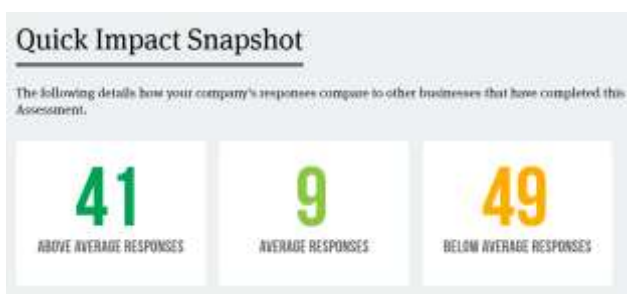 Quick Impact Snapshot
The following details how your company's responses compare to other businesses that have completed this
Assessment.
41
ABOVE AVERAGE RESPONSES
9
AVERAGE RESPONSES
49
BELOW AVERAGE RESPONSES